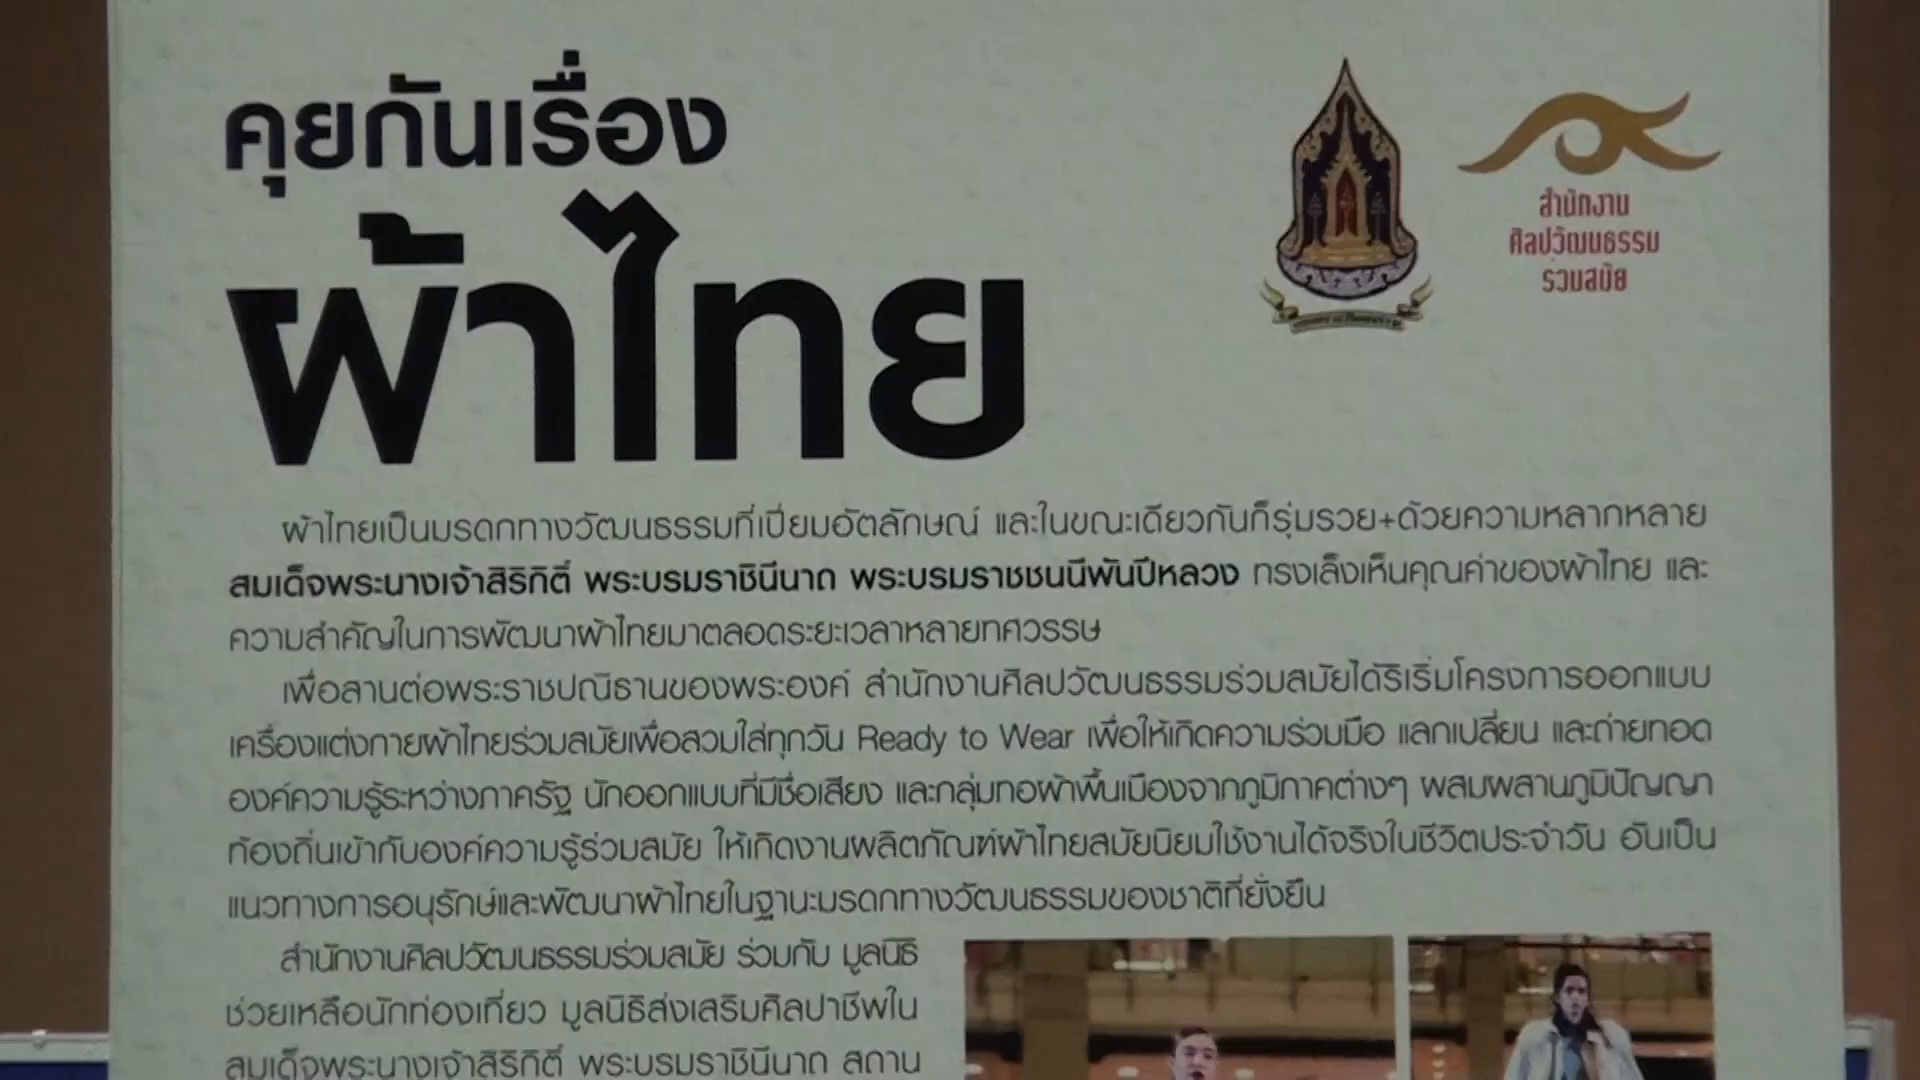 คุยกันเรื่อง
ผ้าไทย
สำนักงาน
ศิลปวัฒนธรรม
ร่วมสมัย
ผ้าไทยเป็นมรดกทางวัฒนธรรมที่เปี่ยมอัตลักษณ์ และในขณะเดียวกันก็รุ่มรวย+ด้วยความหลากหลาย
สมเด็จพระนางเจ้าสิริกิติ์ พระบรมราชินีนาถ พระบรมราชชนนีพันปีหลวง ทรงเล็งเห็นคุณค่าของผ้าไทย และ
ความสำคัญในการพัฒนาผ้าไทยมาตลอดระยะเวลาหลายทศวรรษ
เพื่อสานต่อพระราชปณิธานของพระองค์ สำนักงานศิลปวัฒนธรรมร่วมสมัยได้ริเริ่มโครงการออกแบบ
เครื่องแต่งกายผ้าไทยร่วมสมัยเพื่อสวมใส่ทุกวัน Ready to Wear เพื่อให้เกิดความร่วมมือ แลกเปลี่ยน และถ่ายทอด
องค์ความรู้ระหว่างภาครัฐ นักออกแบบที่มีชื่อเสียง และกลุ่มทอผ้าพื้นเมืองจากภูมิภาคต่างๆ ผสมผสานภูมิปัญญา
ท้องถิ่นเข้ากับองค์ความรู้ร่วมสมัย ให้เกิดงานผลิตภัณฑ์ผ้าไทยสมัยนิยมใช้งานได้จริงในชีวิตประจำวัน อันเป็น
แนวทางการอนุรักษ์และพัฒนาผ้าไทยในฐานะมรดกทางวัฒนธรรมของชาติที่ยั่งยืน
สำนักงานศิลปวัฒนธรรมร่วมสมัย ร่วมกับ มูลนิธิ
ช่วยเหลือนักท่องเที่ยว มูลนิธิส่งเสริมศิลปาชีพใน
สมเด็จพระนางเจ้าสิริกิติ์ พระบรมราชินีนาถ สถาน